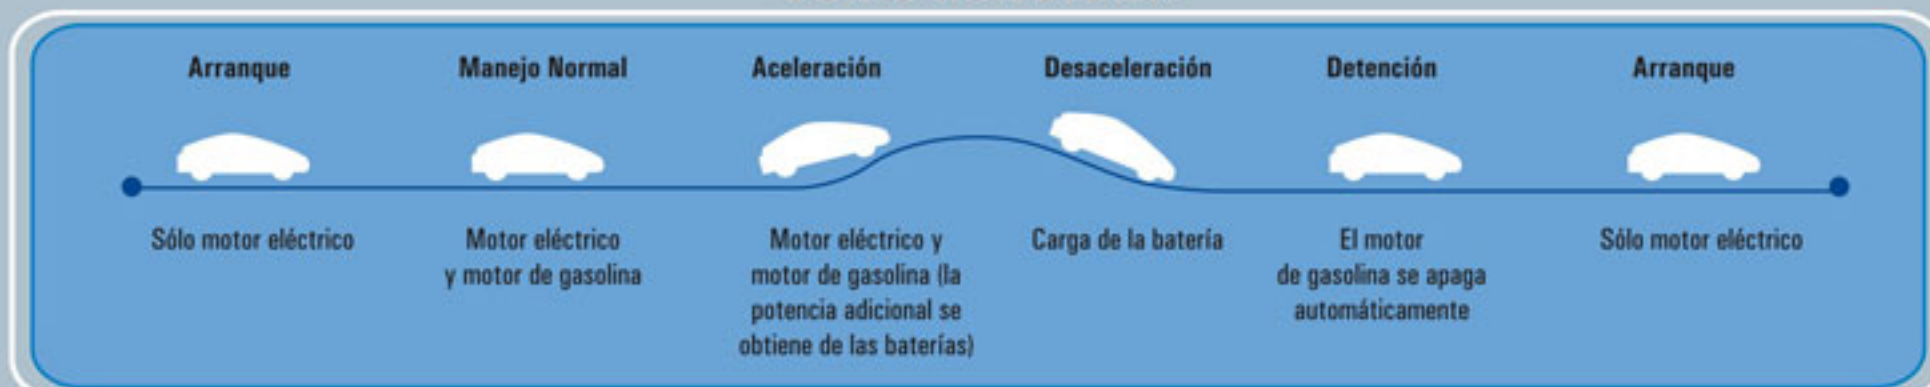 Arranque
Manejo Normal
Aceleración
Desaceleración
Detención
Arranque
Sólo motor eléctrico
Motor eléctrico
y motor de gasolina
Motor eléctrico y
motor de gasolina (la
potencia adicional se
obtiene de las baterías)
Carga de la batería
El motor
de gasolina se apaga
automáticamente
Sólo motor eléctrico